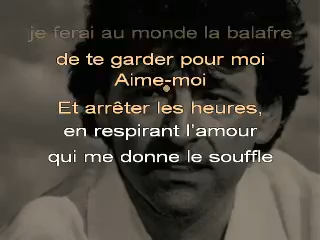 je ferai au monde la balafre
de te garder pour moi
Aime-moi
Et arrêter les heures,
en respirant l'amour
qui me donne le souffle